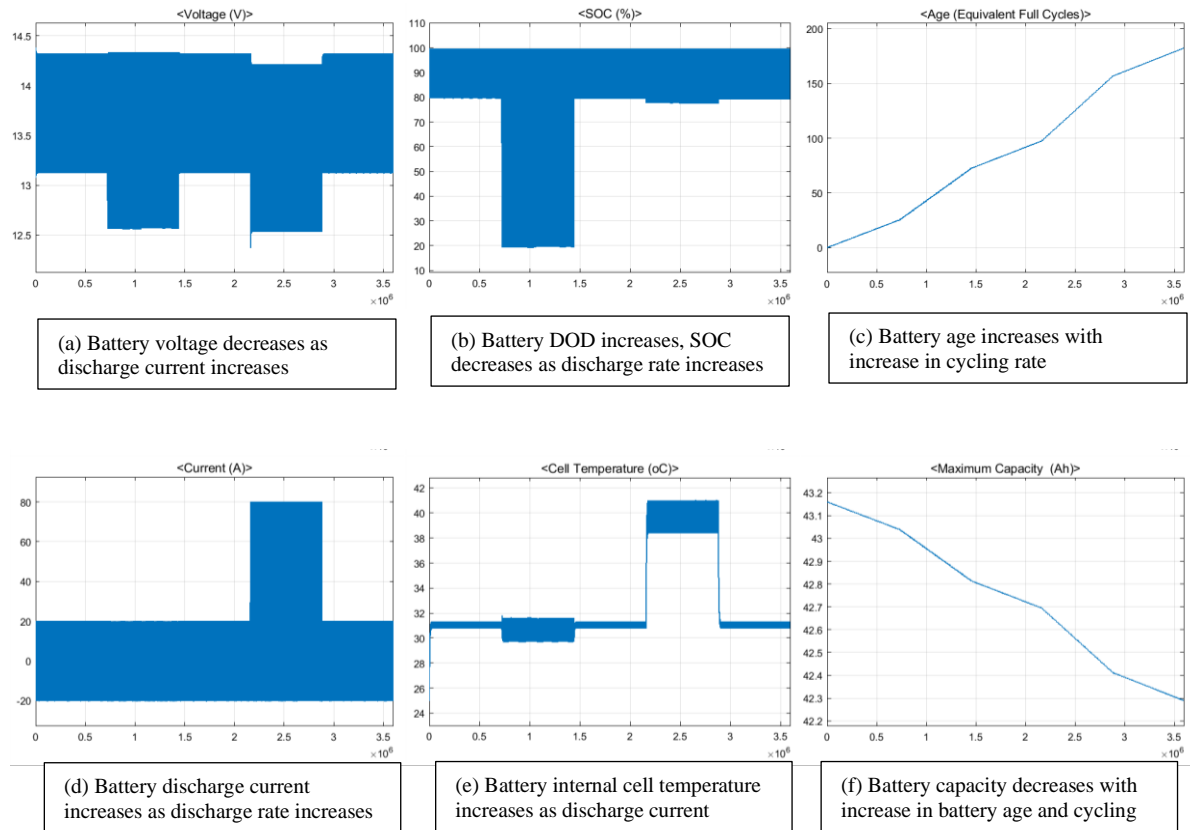 <Voltage (V)>
14.5
14
13.5
13
12.5
0 0.5 1 1.5 2 2.5 3 3.5
×10⁶
(a) Battery voltage decreases as
discharge current increases
<SOC (%)>
100
90
80
70
60
50
40
30
20
10
0 0.5 1 1.5 2 2.5 3 3.5
×10⁶
(b) Battery DOD increases, SOC
decreases as discharge rate increases
<Age (Equivalent Full Cycles)>
200
150
100
50
0
0 0.5 1 1.5 2 2.5 3 3.5
×10⁶
(c) Battery age increases with
increase in cycling rate
<Current (A)>
80
60
40
20
0
-20
0 0.5 1 1.5 2 2.5 3 3.5
×10⁶
(d) Battery discharge current
increases as discharge rate increases
<Cell Temperature (oC)>
42
40
38
36
34
32
30
28
26
24
0 0.5 1 1.5 2 2.5 3 3.5
×10⁶
(e) Battery internal cell temperature
increases as discharge current
<Maximum Capacity (Ah)>
43.2
43.1
43
42.9
42.8
42.7
42.6
42.5
42.4
42.3
42.2
0 0.5 1 1.5 2 2.5 3 3.5
×10⁶
(f) Battery capacity decreases with
increase in battery age and cycling